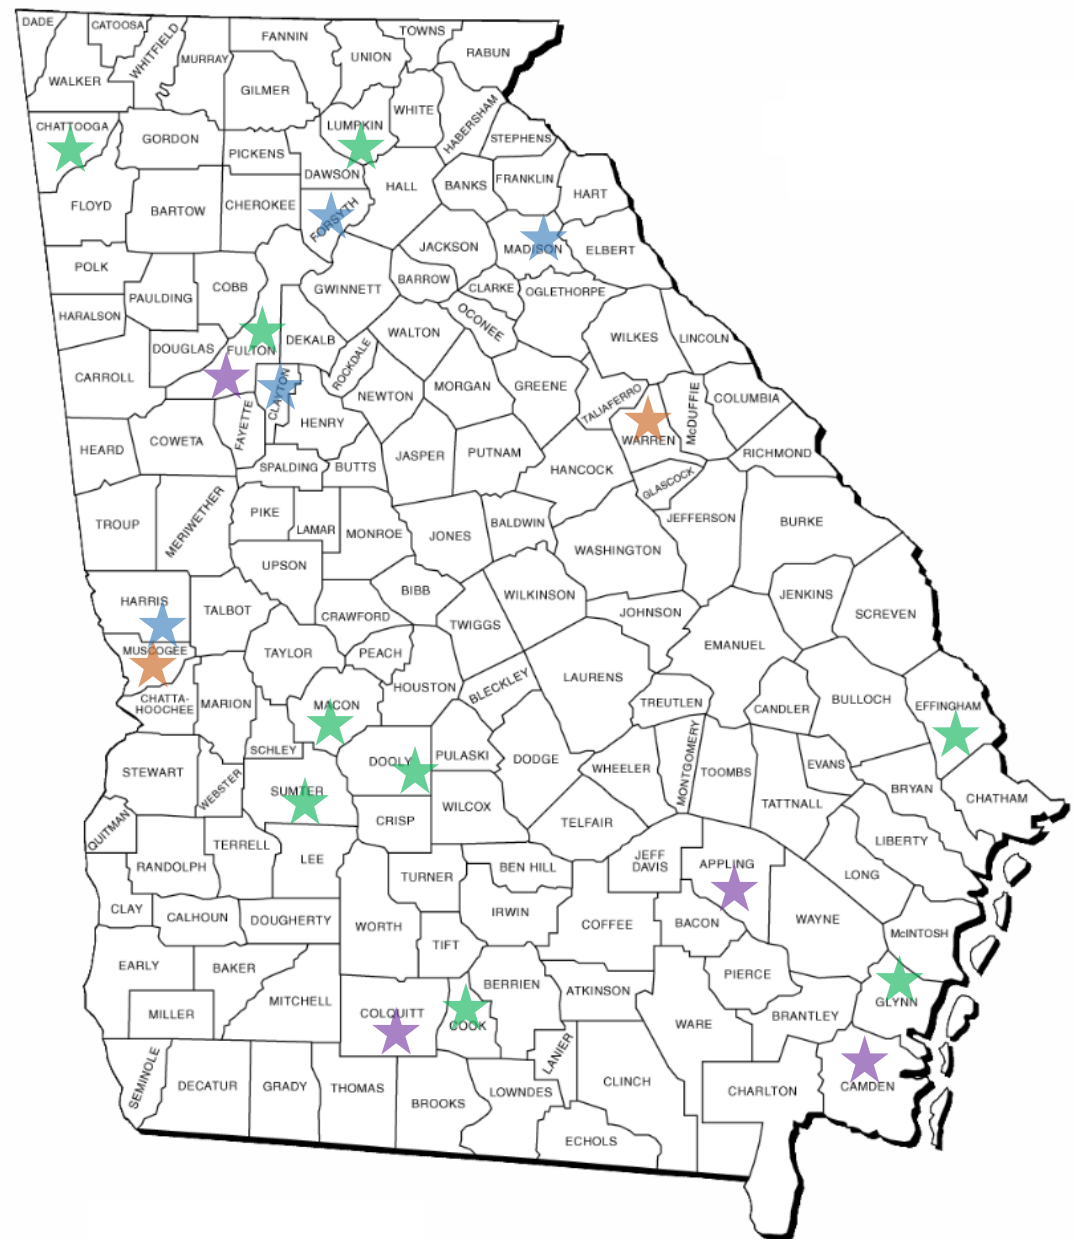 DADE
CATOOSA
WHITFIELD
MURRAY
FANNIN
UNION
TOWNS
RABUN
WALKER
GILMER
WHITE
HABERSHAM
CHATTOOGA
GORDON
LUMPKIN
STEPHENS
PICKENS
DAWSON
HALL
BANKS
FRANKLIN
HART
FLOYD
BARTOW
CHEROKEE
FORSYTH
JACKSON
MADISON
ELBERT
POLK
PAULDING
COBB
GWINNETT
BARROW
CLARKE
OGLETHORPE
HARALSON
OCONEE
DOUGLAS
FULTON
DEKALB
WALTON
WILKES
LINCOLN
CARROLL
CLAYTON
ROCKDALE
NEWTON
MORGAN
GREENE
TALIAFERRO
McDUFFIE
COLUMBIA
HEARD
COWETA
FAYETTE
HENRY
WARREN
RICHMOND
SPALDING
BUTTS
JASPER
PUTNAM
HANCOCK
GLASCOCK
TROUP
MERIWETHER
PIKE
LAMAR
MONROE
JONES
BALDWIN
WASHINGTON
JEFFERSON
BURKE
UPSON
HARRIS
TALBOT
CRAWFORD
BIBB
WILKINSON
JOHNSON
JENKINS
SCREVEN
MUSCOGEE
TAYLOR
PEACH
TWIGGS
EMANUEL
CHATTA-
HOOCHEE
MARION
MACON
HOUSTON
BLECKLEY
LAURENS
TREUTLEN
CANDLER
BULLOCH
EFFINGHAM
SCHLEY
DOOLY
PULASKI
DODGE
WHEELER
MONTGOMERY
TOOMBS
EVANS
STEWART
WEBSTER
SUMTER
WILCOX
TATTNALL
BRYAN
CHATHAM
QUITMAN
CRISP
TELFAIR
LIBERTY
TERRELL
LEE
RANDOLPH
TURNER
BEN HILL
JEFF
DAVIS
APPLING
LONG
CLAY
CALHOUN
DOUGHERTY
WORTH
IRWIN
COFFEE
BACON
WAYNE
McINTOSH
TIFT
EARLY
BAKER
MITCHELL
BERRIEN
ATKINSON
PIERCE
GLYNN
MILLER
COLQUITT
COOK
WARE
BRANTLEY
LANIER
SEMINOLE
DECATUR
GRADY
THOMAS
BROOKS
LOWNDES
CLINCH
CHARLTON
CAMDEN
ECHOLS